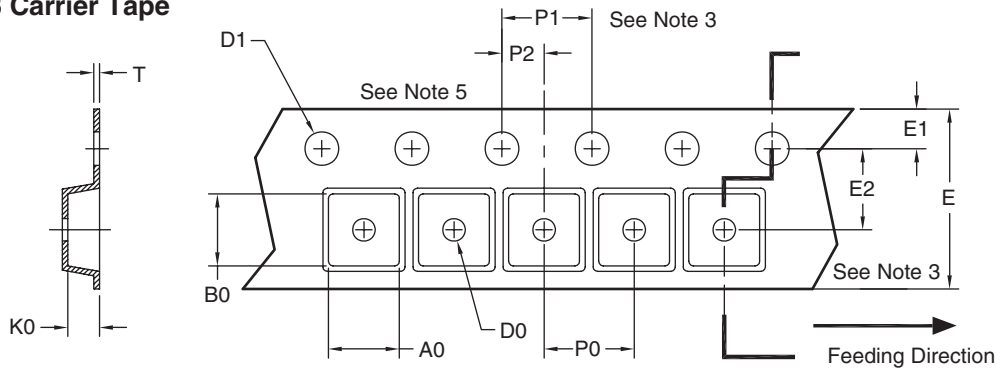 Carrier Tape
P1
See Note 3
D1
P2
T
See Note 5
E1
E2
E
B0
See Note 3
K0
D0
A0
P0
Feeding Direction